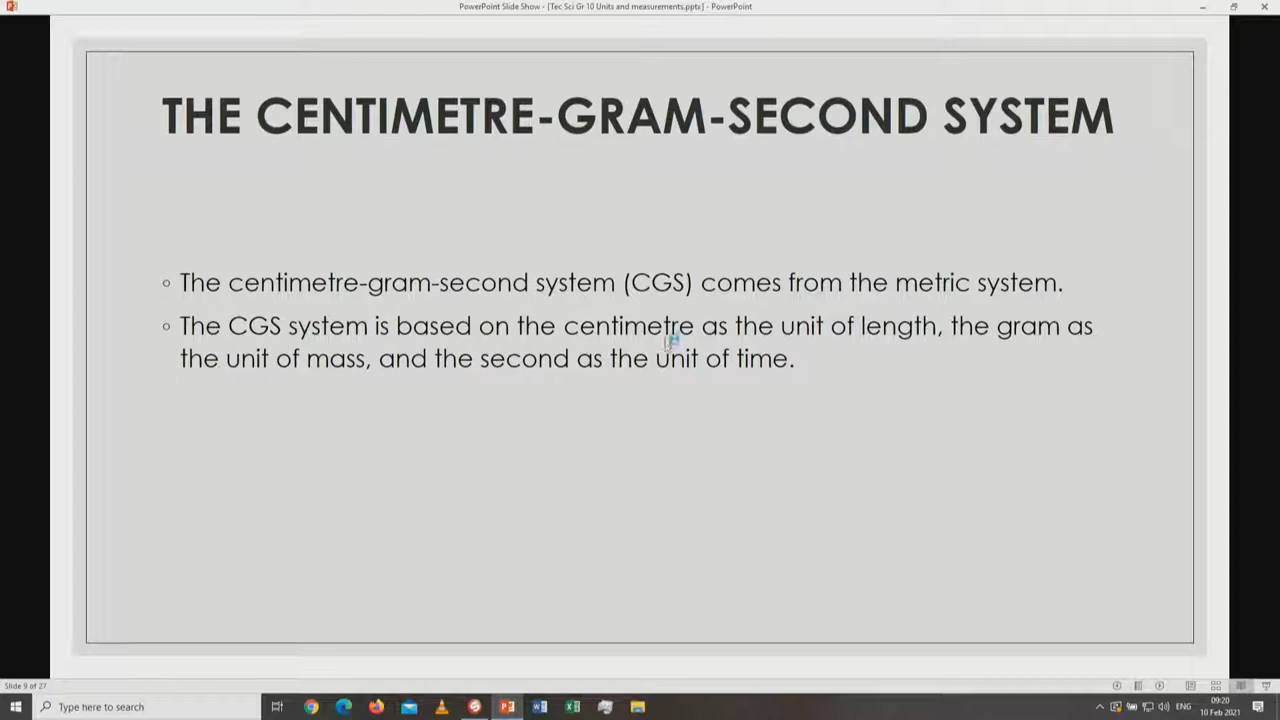 PowerPoint Slide Show - [Tec Sci Gr 10 Units and measurements.pptx] - PowerPoint
THE CENTIMETRE-GRAM-SECOND SYSTEM
◦ The centimetre-gram-second system (CGS) comes from the metric system.
◦ The CGS system is based on the centimetre as the unit of length, the gram as
the unit of mass, and the second as the unit of time.
Slide 9 of 27
Type here to search
ENG
09:20
10 Feb 2021